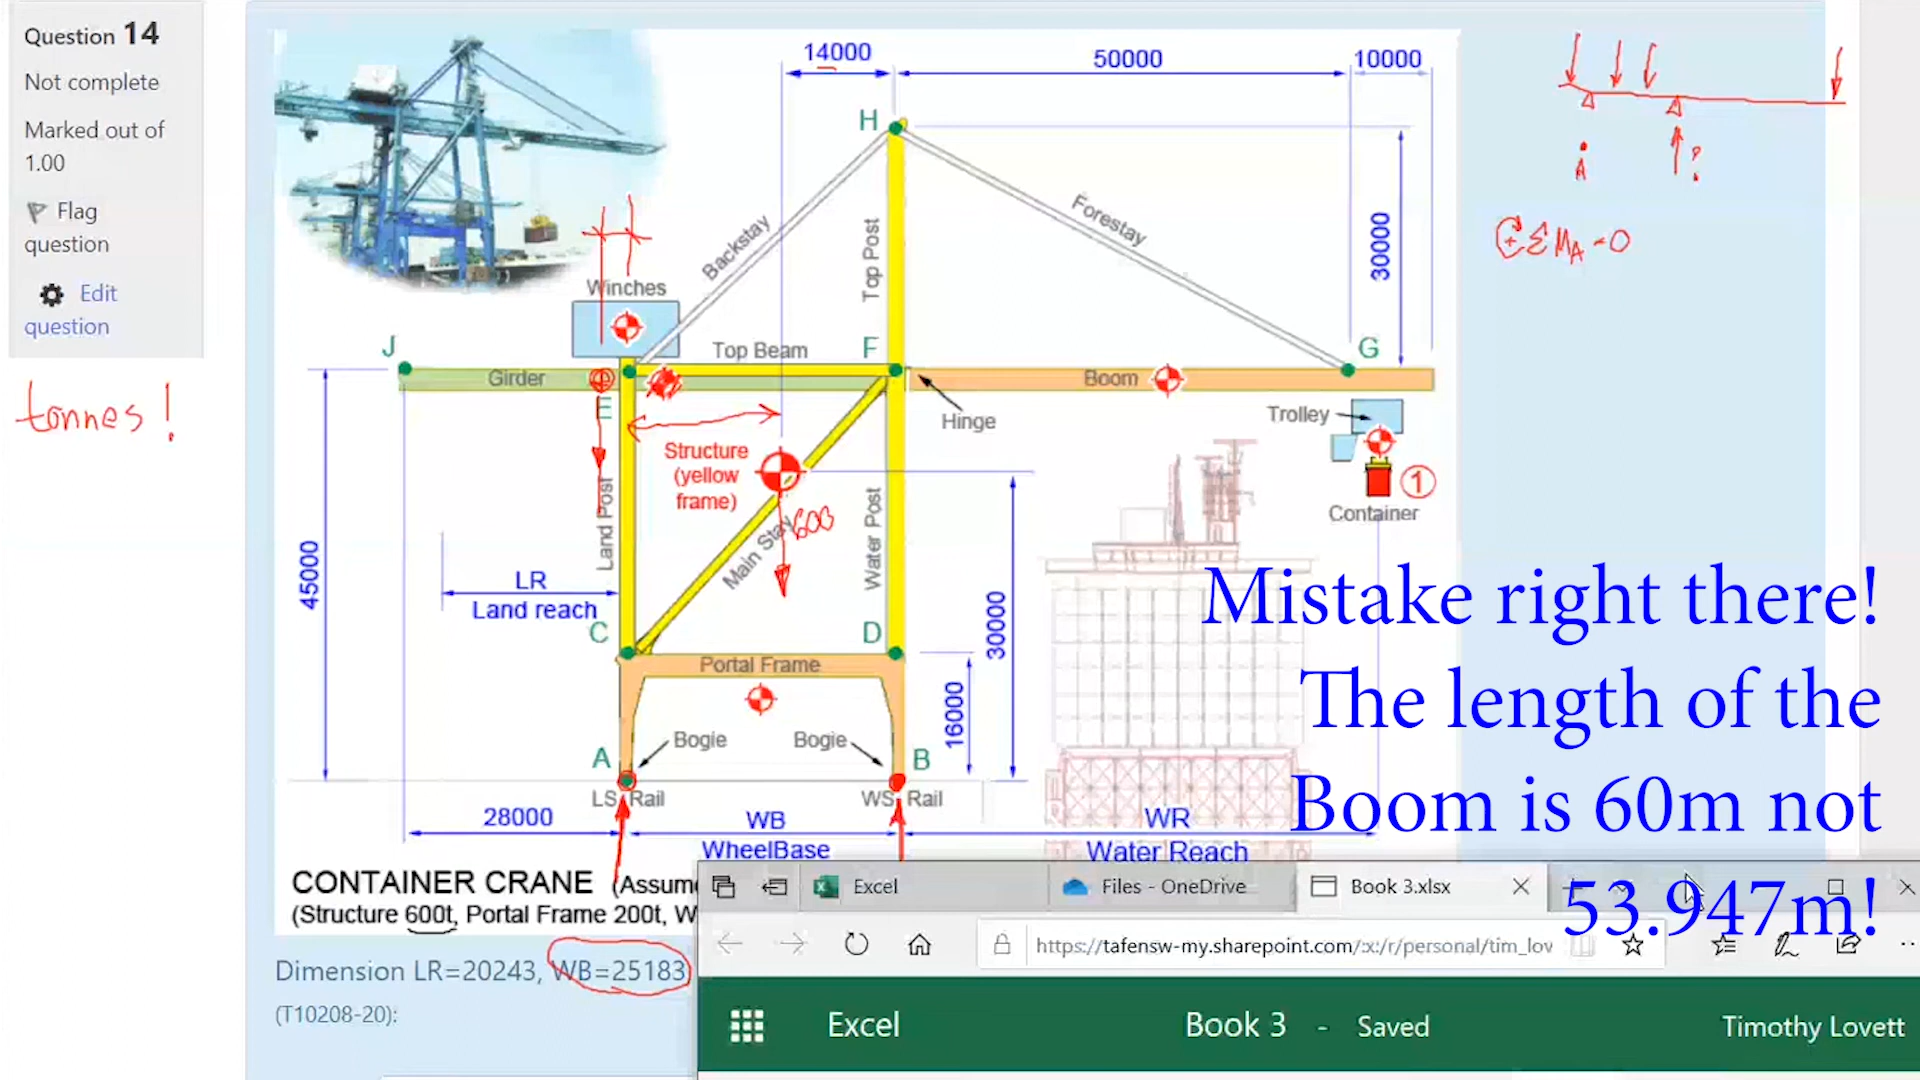 Question 14
Not complete
Marked out of
1.00
Flag
question
Edit
question
tonnes!
14000
50000
10000
H
A
?
(+ΣMA=0
Backstay
Top Post
Forestay
30000
Winches
J
Top Beam
F
G
Girder
Boom
E
Hinge
Trolley
Structure
(yellow
frame)
1
Container
600
Land Post
Main Stay
Water Post
45000
LR
Land reach
C
D
30000
Portal Frame
16000
A
Bogie
Bogie
B
LS Rail
WS Rail
28000
WB
WR
WheelBase
Water Reach
Mistake right there!
The length of the
Boom is 60m not
53.947m!
CONTAINER CRANE (Assum
(Structure 600t, Portal Frame 200t, W
Dimension LR=20243, WB=25183
(T10208-20):
Excel
Files - OneDrive
Book 3.xlsx
https://tafensw-my.sharepoint.com/:x:/r/personal/tim_lov
Excel
Book 3 - Saved
Timothy Lovett